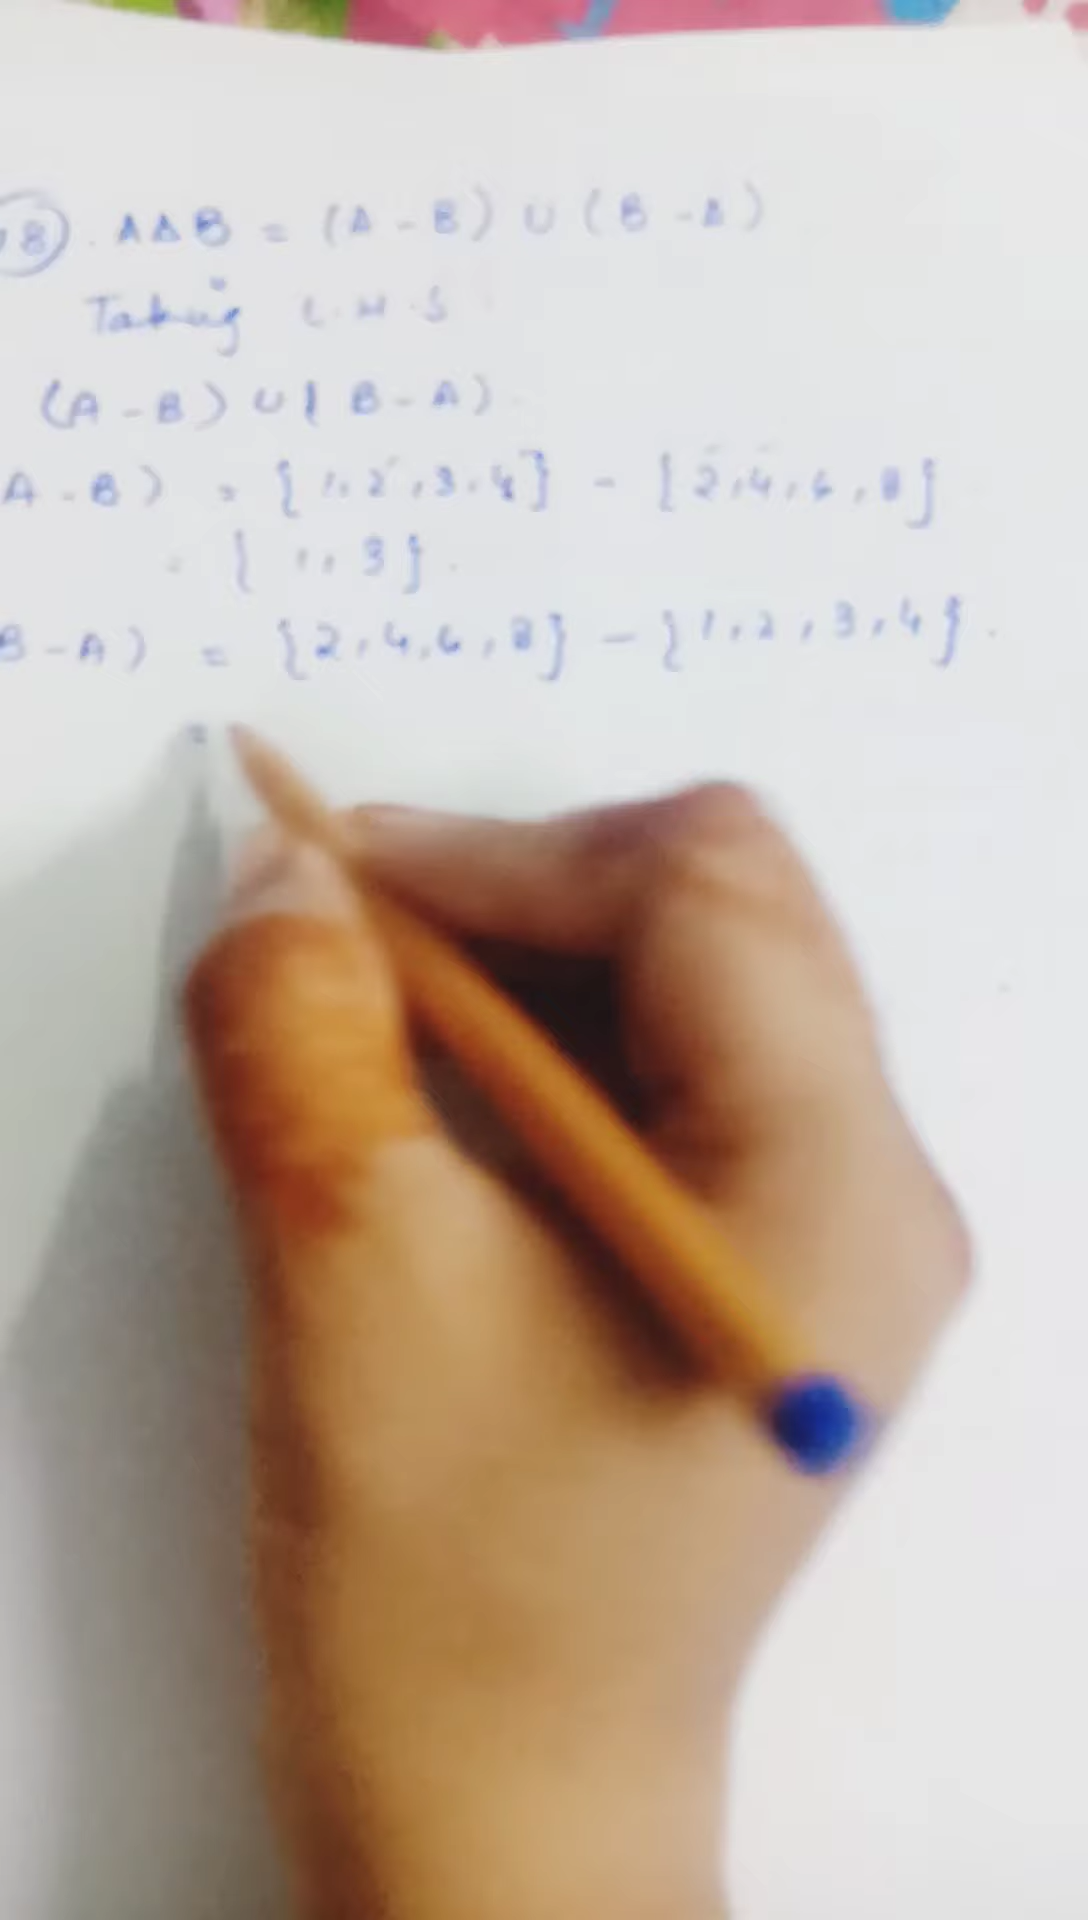 8). A Δ B = (A - B) ∪ (B - A)
Taking L.H.S
(A - B) ∪ ( B - A)
A - B) = { 1, 2, 3, 4 } - { 2, 4, 6, 8 }
= { 1, 3 }.
B - A) = { 2, 4, 6, 8 } - { 1, 2, 3, 4 }.
=